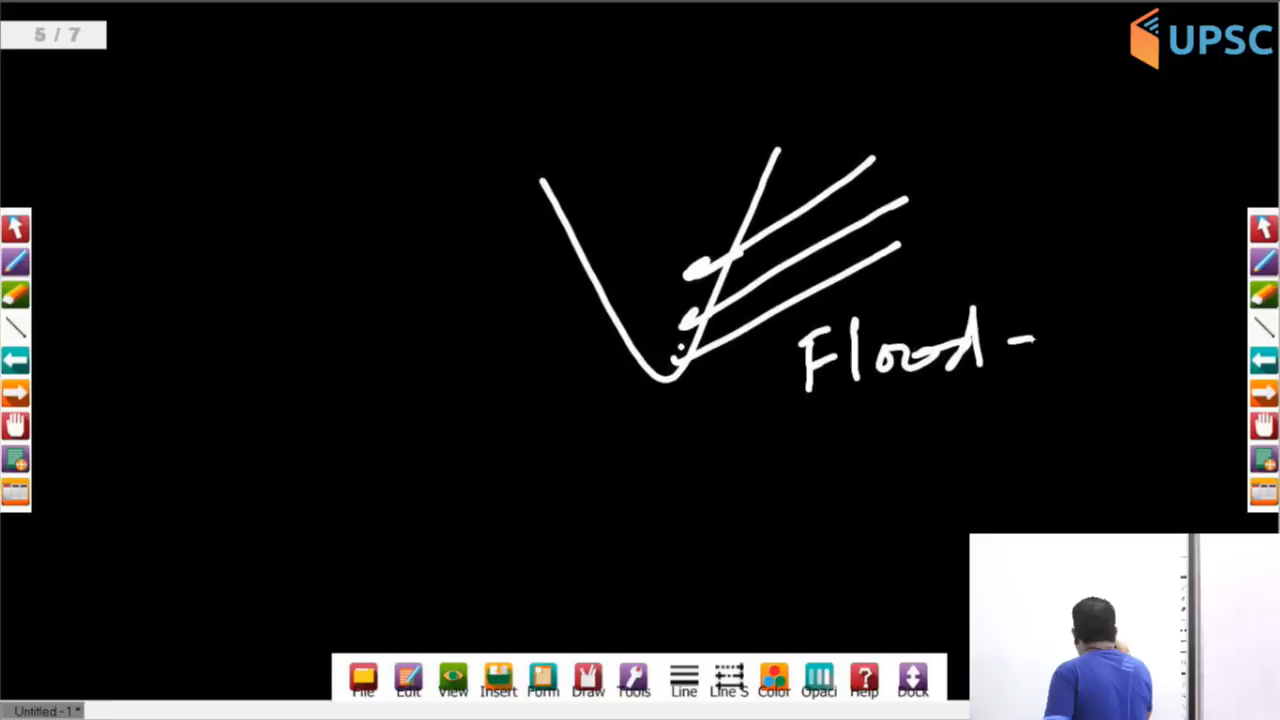 5 / 7
UPSC
Flood -
File Edit View Insert Form Draw Tools Line Line S Color Opaci Help Dock
Untitled - 1 *